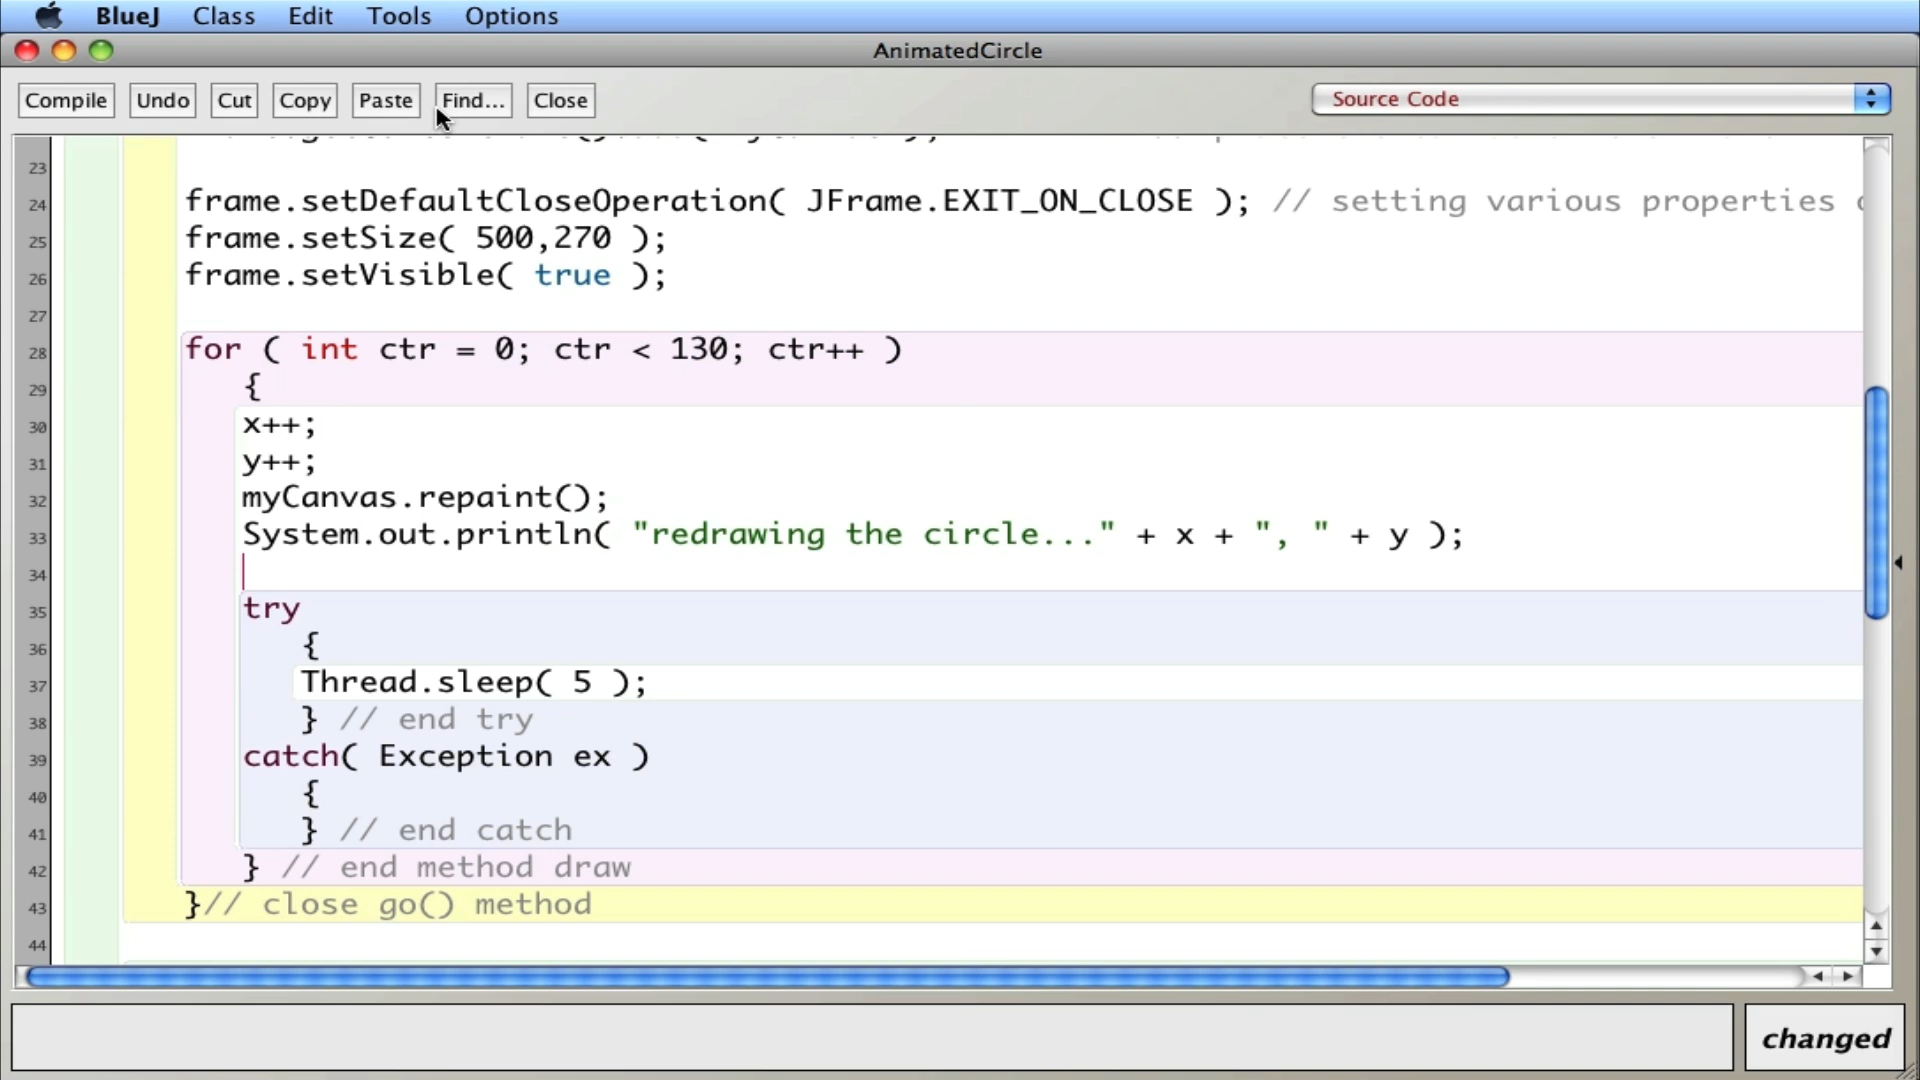 BlueJ Class Edit Tools Options
AnimatedCircle
Compile Undo Cut Copy Paste Find... Close Source Code
23
24 frame.setDefaultCloseOperation( JFrame.EXIT_ON_CLOSE ); // setting various properties
25 frame.setSize( 500,270 );
26 frame.setVisible( true );
27
28 for ( int ctr = 0; ctr < 130; ctr++ )
29 {
30 x++;
31 y++;
32 myCanvas.repaint();
33 System.out.println( "redrawing the circle..." + x + ", " + y );
34
35 try
36 {
37 Thread.sleep( 5 );
38 } // end try
39 catch( Exception ex )
40 {
41 } // end catch
42 } // end method draw
43 }// close go() method
44
changed